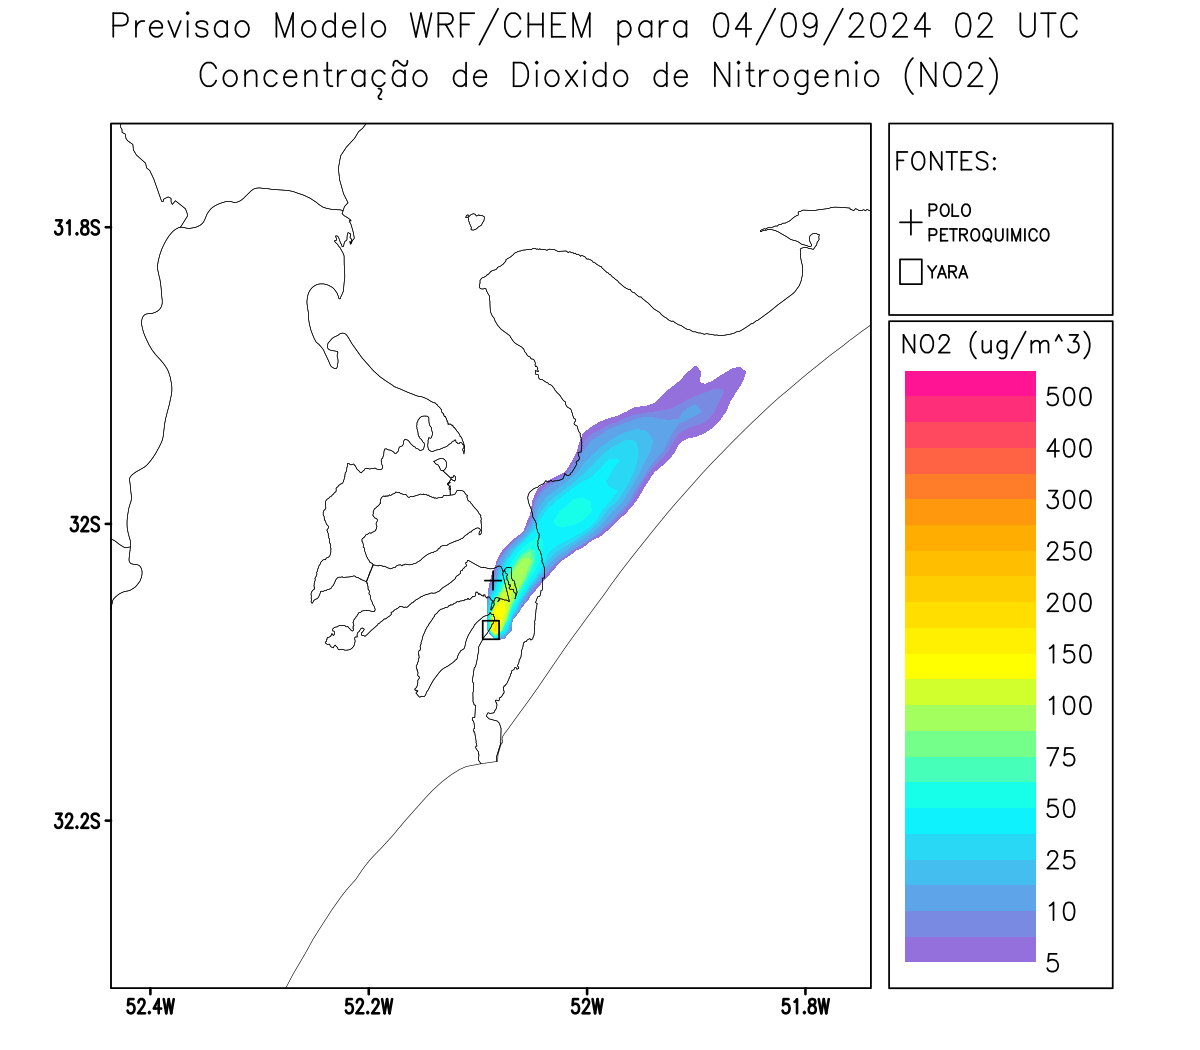 Previsao Modelo WRF/CHEM para 04/09/2024 02 UTC
Concentração de Dioxido de Nitrogenio (NO2)
31.8S
32S
32.2S
52.4W
52.2W
52W
51.8W
FONTES:
POLO
PETROQUIMICO
YARA
NO2 (ug/m^3)
500
400
300
250
200
150
100
75
50
25
10
5